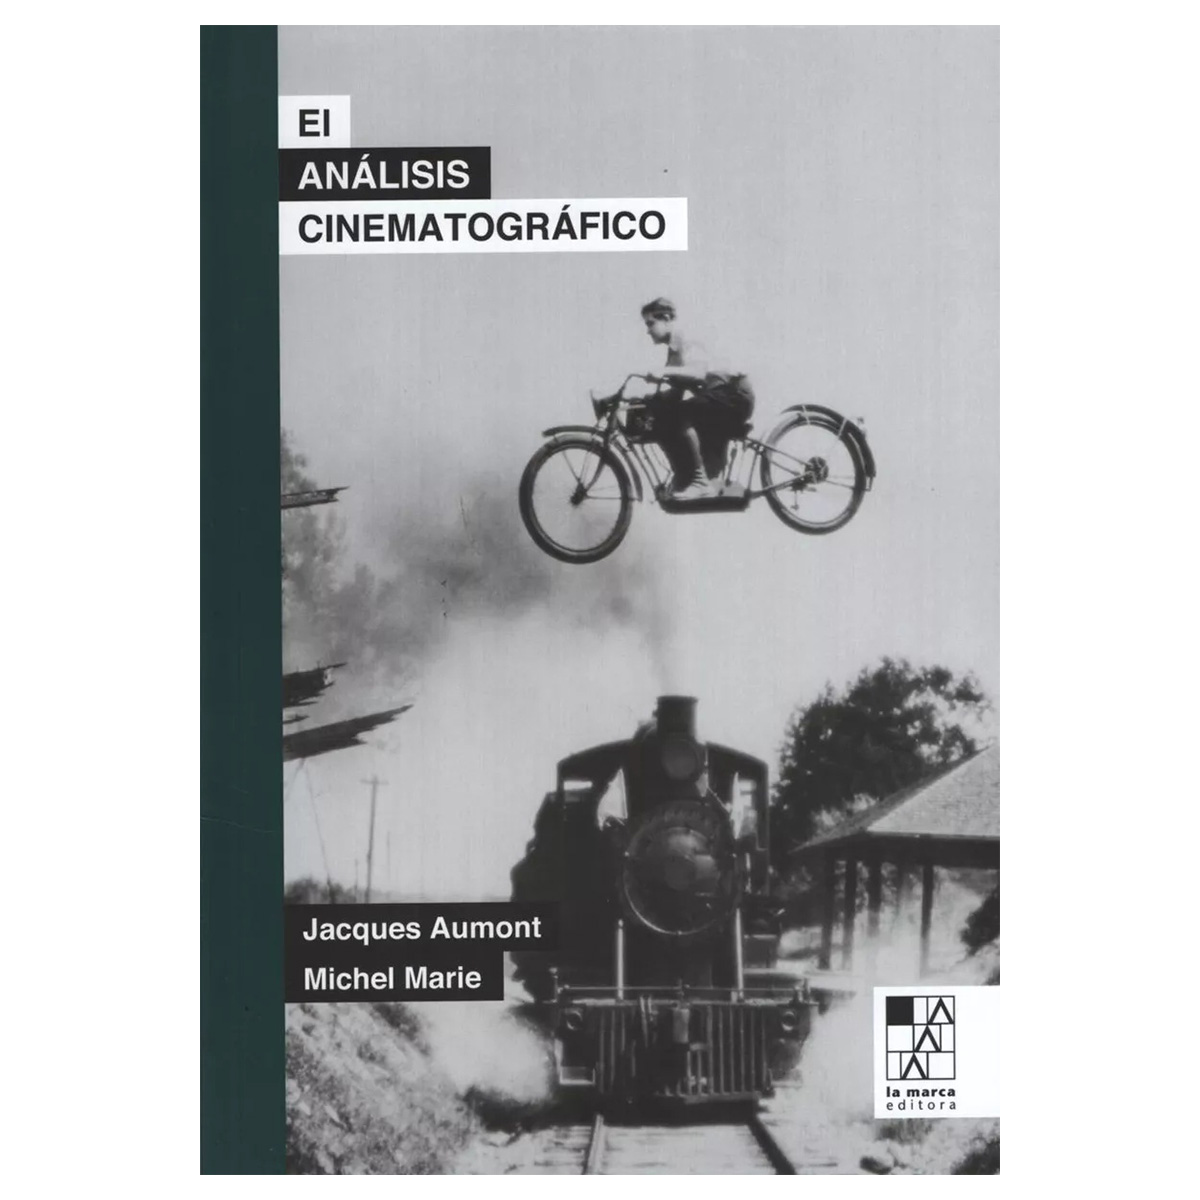 El
ANÁLISIS
CINEMATOGRÁFICO
Jacques Aumont
Michel Marie
la marca
editora